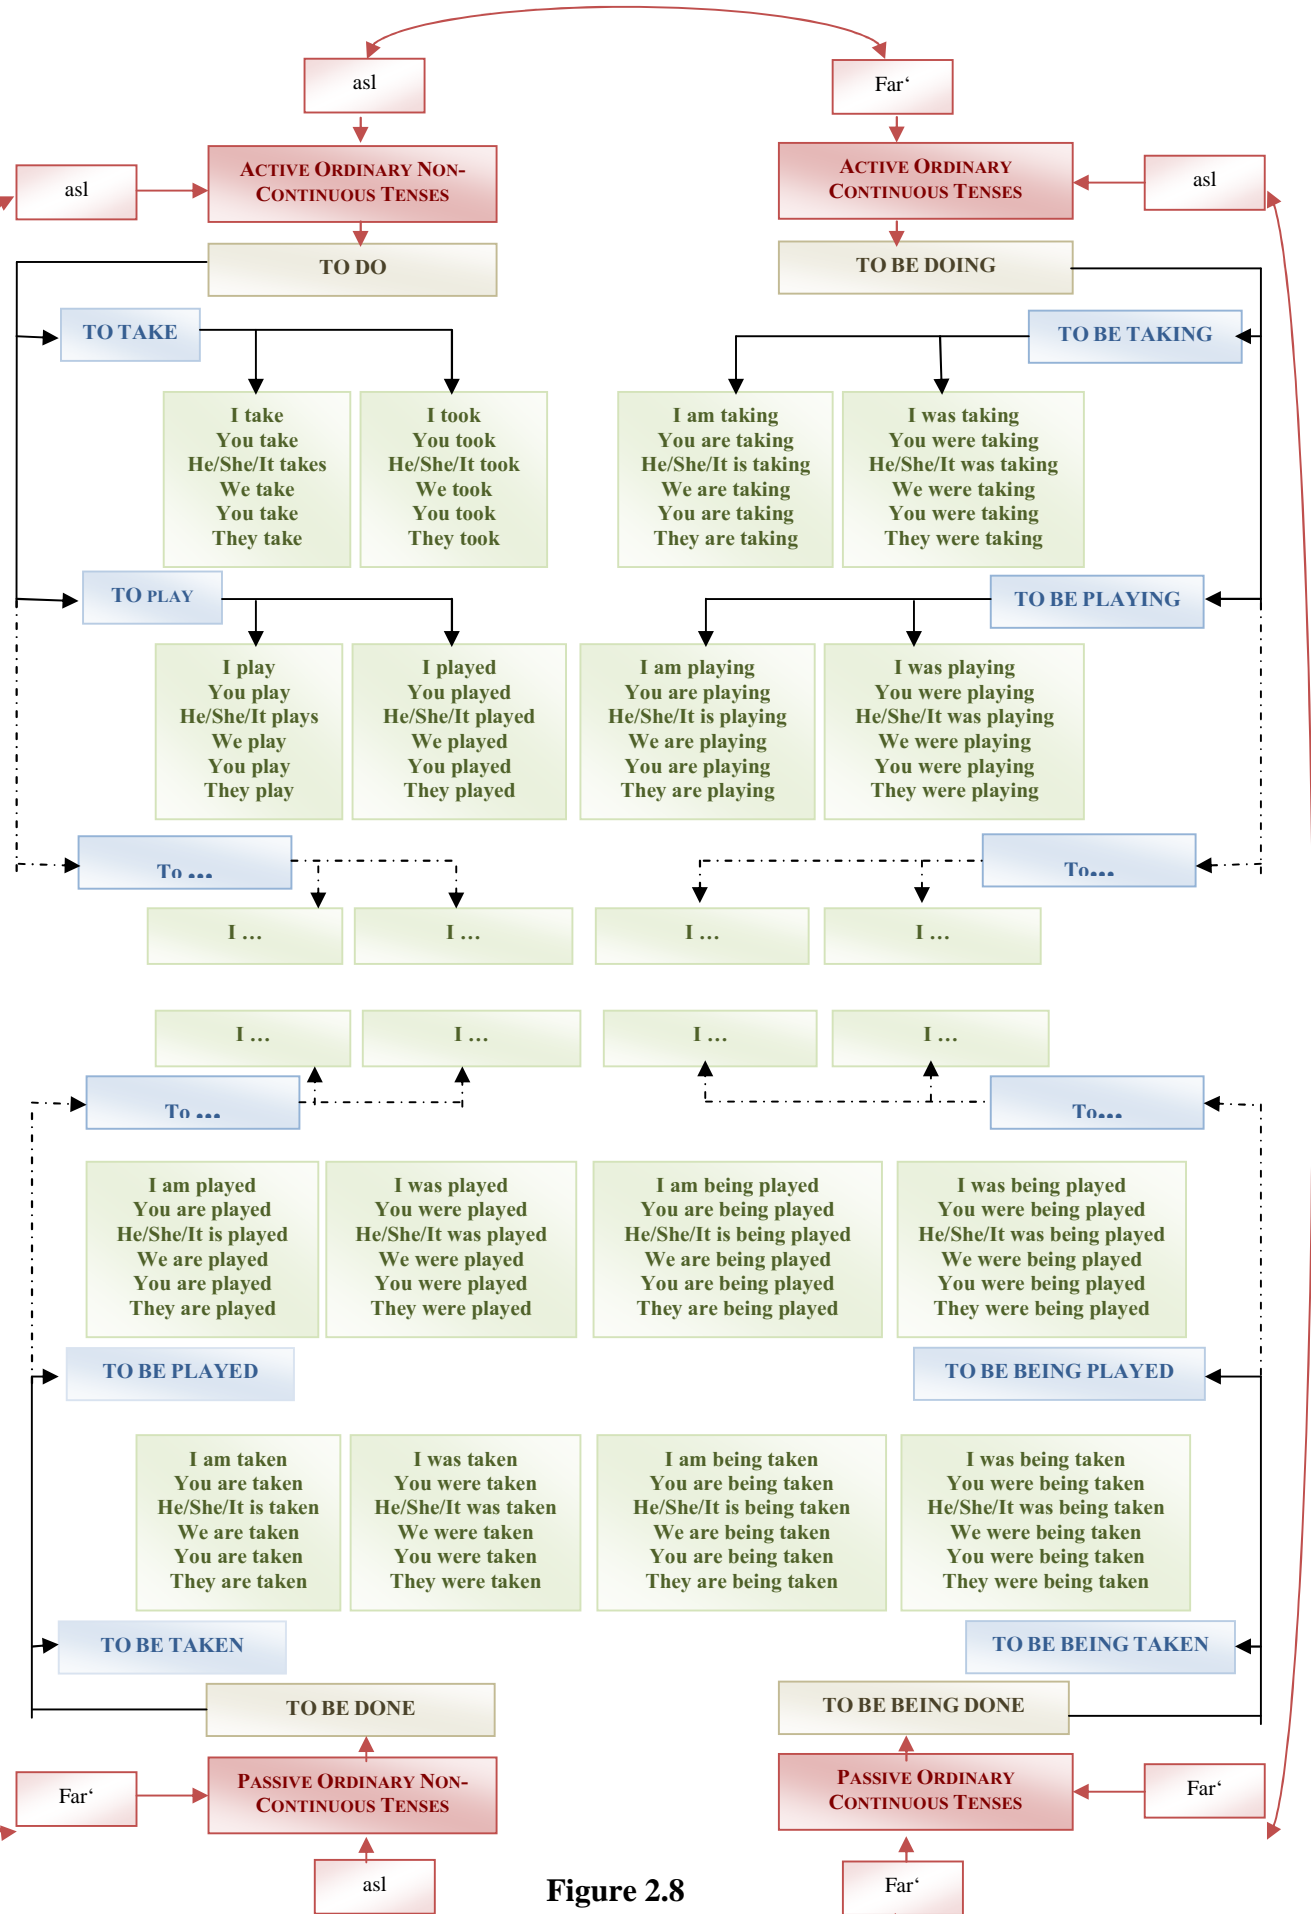 asl
Far‘
asl
ACTIVE ORDINARY NON-
CONTINUOUS TENSES
ACTIVE ORDINARY
CONTINUOUS TENSES
asl
TO DO
TO BE DOING
TO TAKE
TO BE TAKING
I take
You take
He/She/It takes
We take
You take
They take
I took
You took
He/She/It took
We took
You took
They took
I am taking
You are taking
He/She/It is taking
We are taking
You are taking
They are taking
I was taking
You were taking
He/She/It was taking
We were taking
You were taking
They were taking
TO PLAY
TO BE PLAYING
I play
You play
He/She/It plays
We play
You play
They play
I played
You played
He/She/It played
We played
You played
They played
I am playing
You are playing
He/She/It is playing
We are playing
You are playing
They are playing
I was playing
You were playing
He/She/It was playing
We were playing
You were playing
They were playing
To ...
To...
I ...
I ...
I ...
I ...
I ...
I ...
I ...
I ...
To ...
To...
I am played
You are played
He/She/It is played
We are played
You are played
They are played
I was played
You were played
He/She/It was played
We were played
You were played
They were played
I am being played
You are being played
He/She/It is being played
We are being played
You are being played
They are being played
I was being played
You were being played
He/She/It was being played
We were being played
You were being played
They were being played
TO BE PLAYED
TO BE BEING PLAYED
I am taken
You are taken
He/She/It is taken
We are taken
You are taken
They are taken
I was taken
You were taken
He/She/It was taken
We were taken
You were taken
They were taken
I am being taken
You are being taken
He/She/It is being taken
We are being taken
You are being taken
They are being taken
I was being taken
You were being taken
He/She/It was being taken
We were being taken
You were being taken
They were being taken
TO BE TAKEN
TO BE BEING TAKEN
TO BE DONE
TO BE BEING DONE
Far‘
PASSIVE ORDINARY NON-
CONTINUOUS TENSES
PASSIVE ORDINARY
CONTINUOUS TENSES
Far‘
asl
Figure 2.8
Far‘